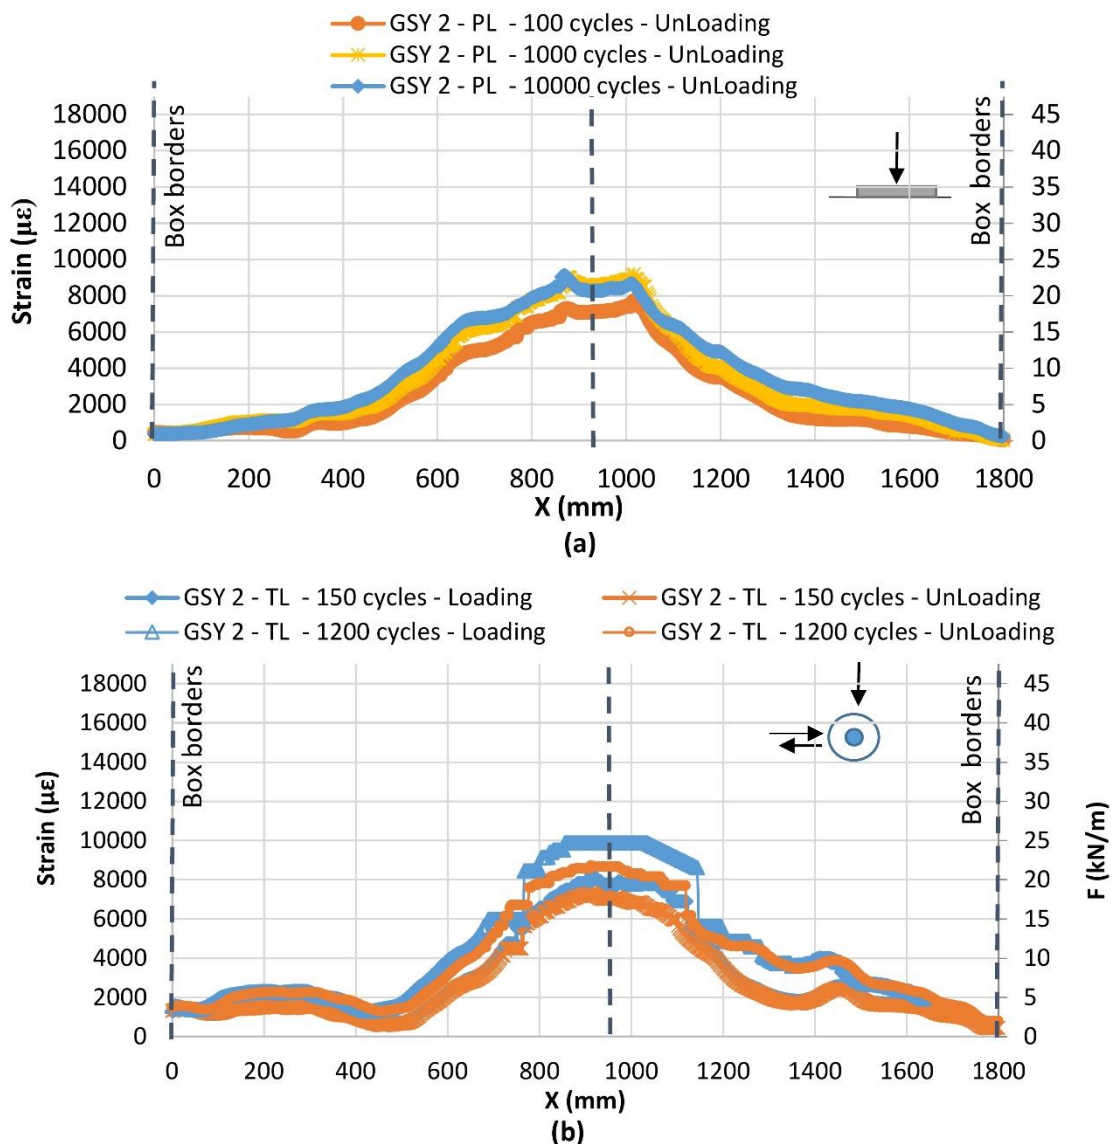 GSY 2 - PL - 100 cycles - UnLoading
GSY 2 - PL - 1000 cycles - UnLoading
GSY 2 - PL - 10000 cycles - UnLoading
18000
16000
14000
12000
10000
8000
6000
4000
2000
0
Strain (με)
Box borders
Box borders
45
40
35
30
25
20
15
10
5
0
0 200 400 600 800 1000 1200 1400 1600 1800
X (mm)
(a)
GSY 2 - TL - 150 cycles - Loading
GSY 2 - TL - 150 cycles - UnLoading
GSY 2 - TL - 1200 cycles - Loading
GSY 2 - TL - 1200 cycles - UnLoading
18000
16000
14000
12000
10000
8000
6000
4000
2000
0
Strain (με)
Box borders
Box borders
45
40
35
30
25
20
15
10
5
0
F (kN/m)
0 200 400 600 800 1000 1200 1400 1600 1800
X (mm)
(b)